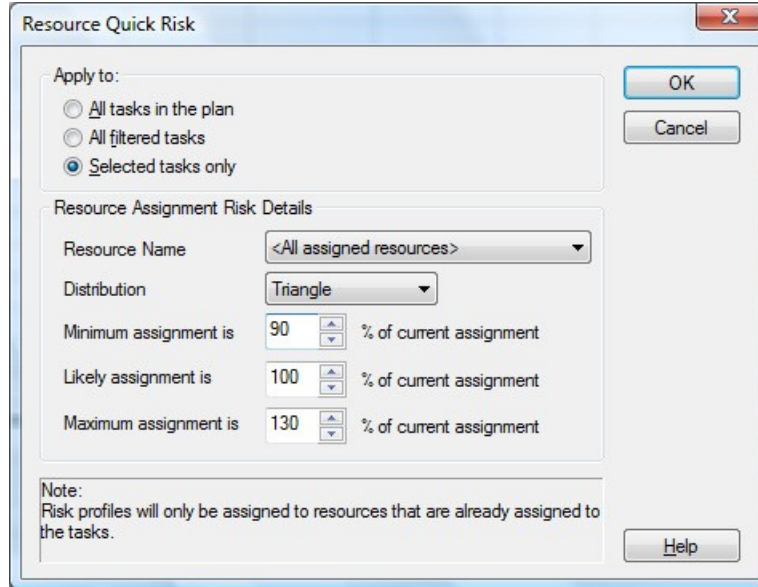 Resource Quick Risk
Apply to:
All tasks in the plan
All filtered tasks
Selected tasks only
OK
Cancel
Resource Assignment Risk Details
Resource Name <All assigned resources>
Distribution Triangle
Minimum assignment is 90 % of current assignment
Likely assignment is 100 % of current assignment
Maximum assignment is 130 % of current assignment
Note:
Risk profiles will only be assigned to resources that are already assigned to
the tasks.
Help